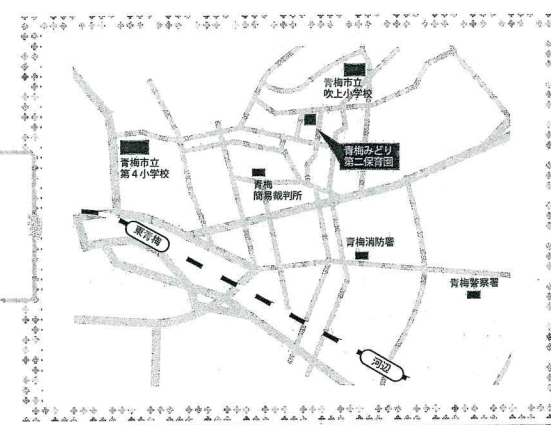 青梅市立
吹上小学校
青梅みどり
第二保育園
青梅市立
第4小学校
青梅
簡易裁判所
東青梅
青梅消防署
青梅警察署
河辺